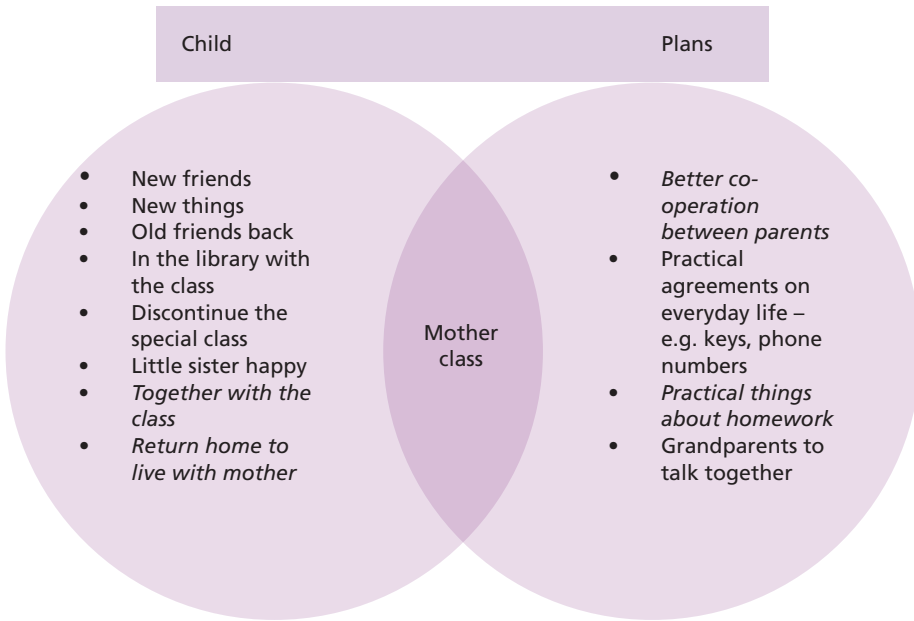 Child
Plans
• New friends
• New things
• Old friends back
• In the library with
the class
• Discontinue the
special class
• Little sister happy
• Together with the
class
• Return home to
live with mother
Mother
class
• Better co-
operation
between parents
• Practical
agreements on
everyday life –
e.g. keys, phone
numbers
• Practical things
about homework
• Grandparents to
talk together